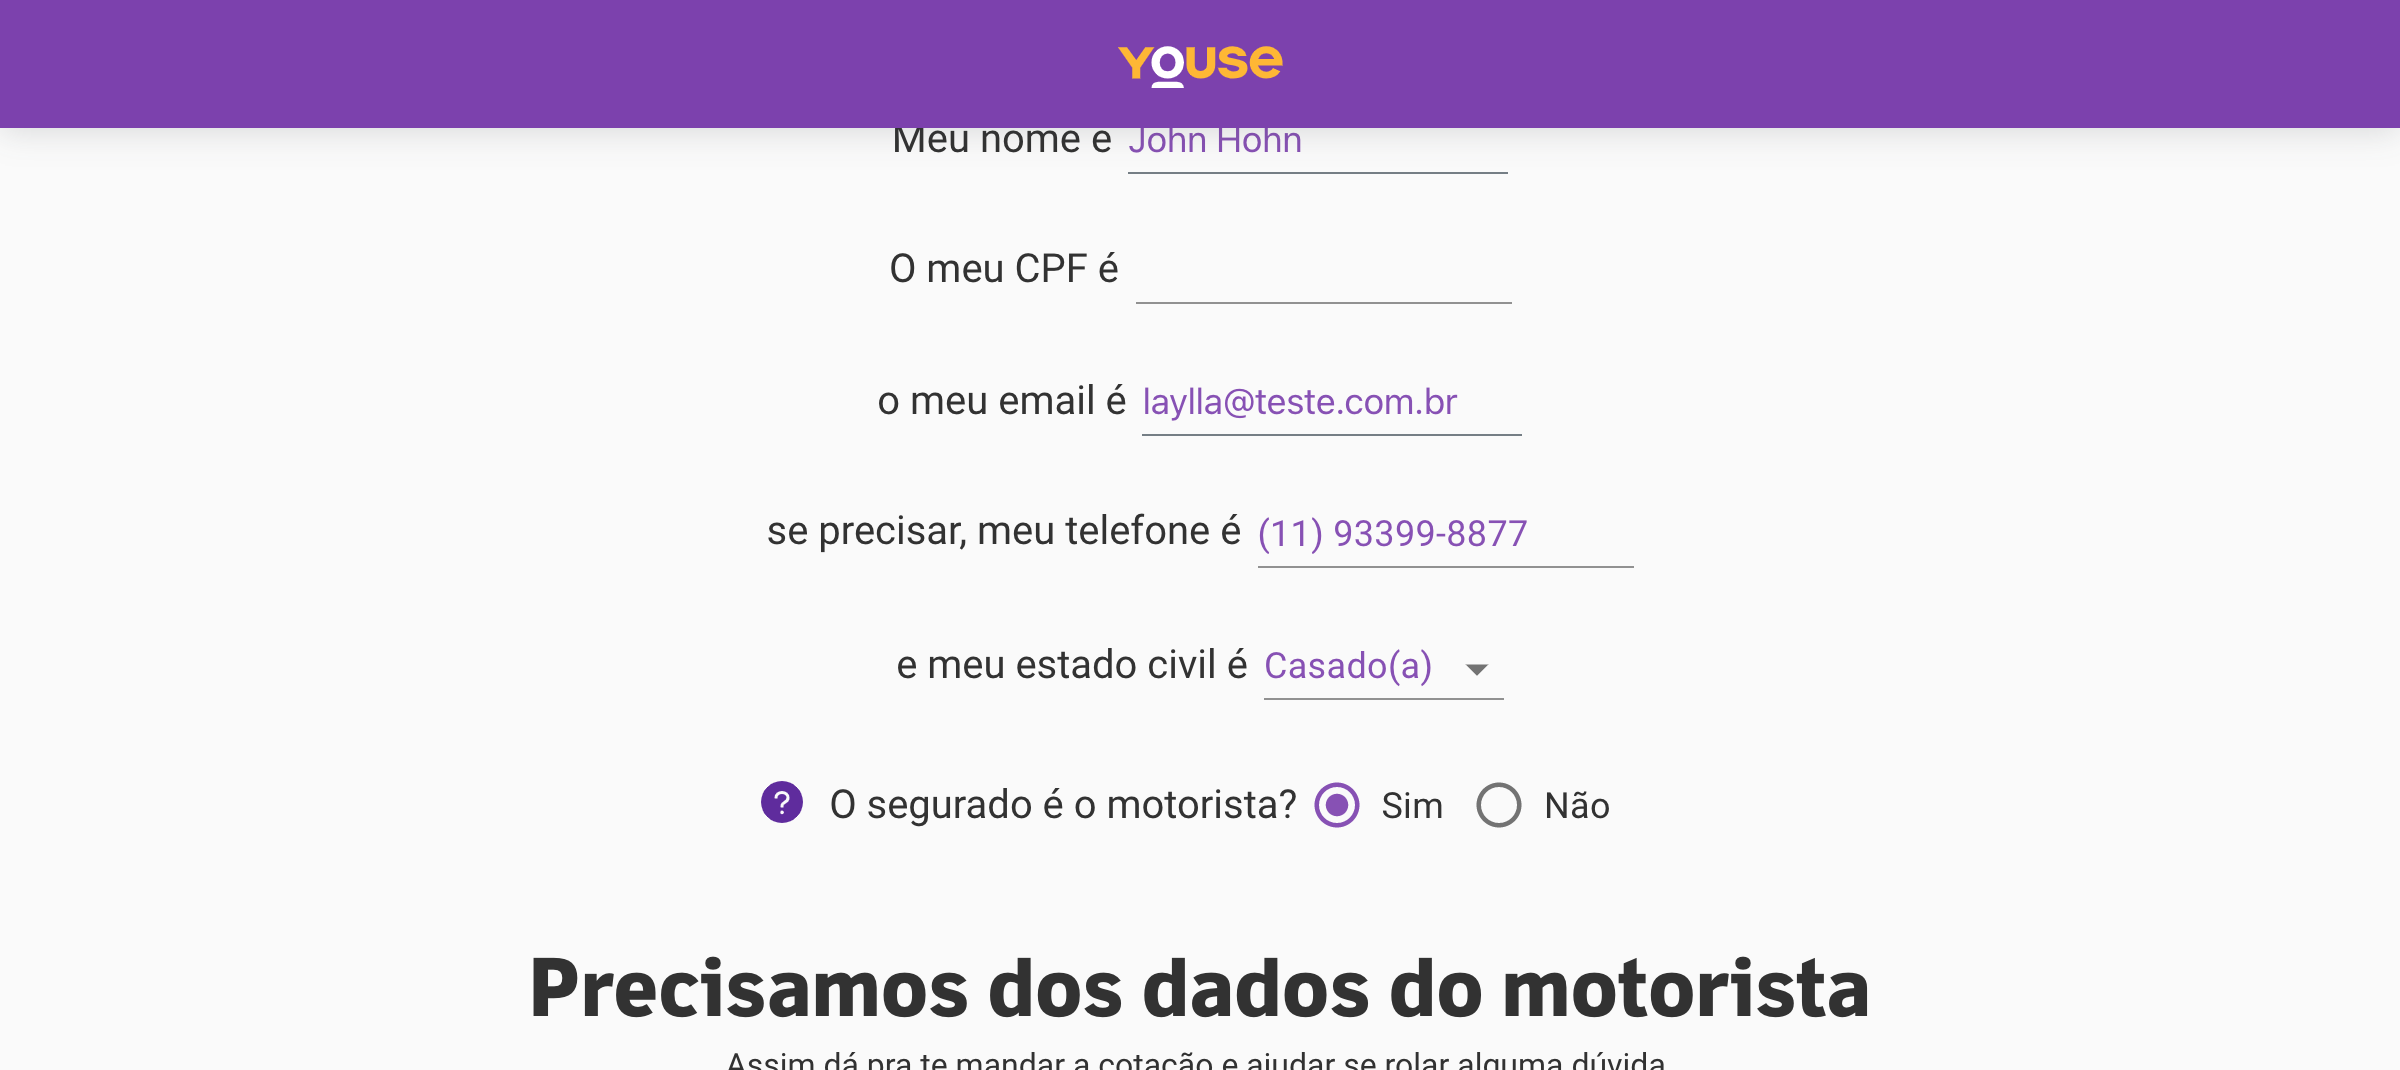 Youse
Meu nome é John Hohn
O meu CPF é
o meu email é laylla@teste.com.br
se precisar, meu telefone é (11) 93399-8877
e meu estado civil é Casado(a)
? O segurado é o motorista? Sim Não
Precisamos dos dados do motorista
Assim dá pra te mandar a cotação e ajudar se rolar alguma dúvida